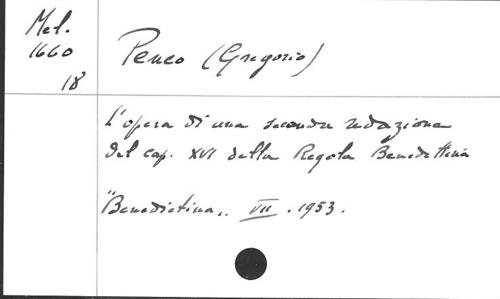 Mel.
1660
18
Penco (Gregorio)
L'opera di una seconda redazione
del cap. XVI della Regola Benedettina
"Benedictina„ VII . 1953.